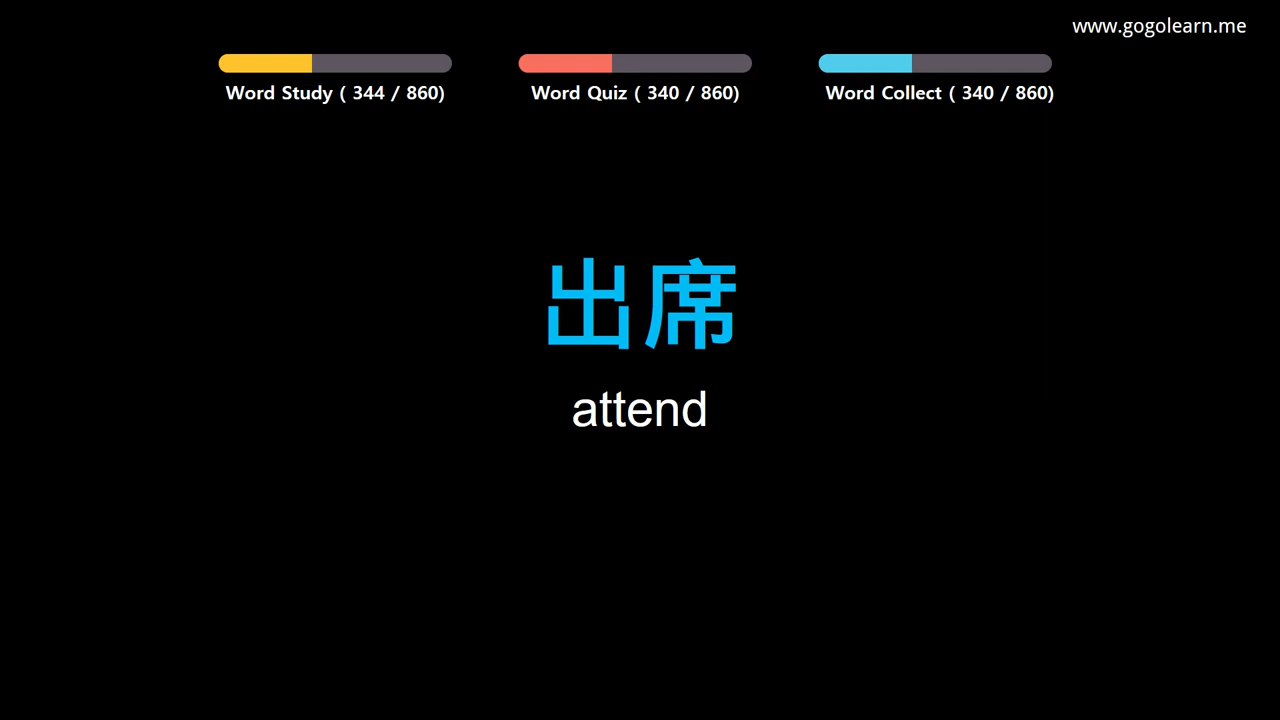 www.gogolearn.me
Word Study ( 344 / 860)
Word Quiz ( 340 / 860)
Word Collect ( 340 / 860)
出席
attend